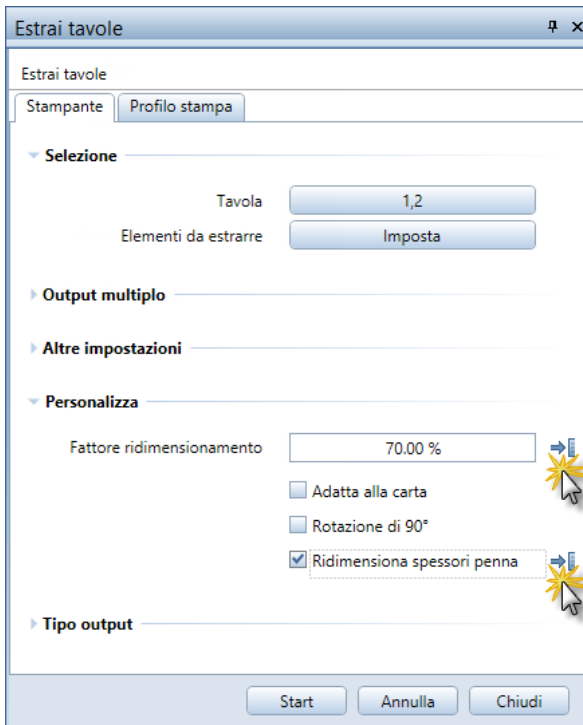 Estrai tavole
Estrai tavole
Stampante Profilo stampa
Selezione
Tavola 1,2
Elementi da estrarre Imposta
Output multiplo
Altre impostazioni
Personalizza
Fattore ridimensionamento 70.00 %
Adatta alla carta
Rotazione di 90°
Ridimensiona spessori penna
Tipo output
Start Annulla Chiudi